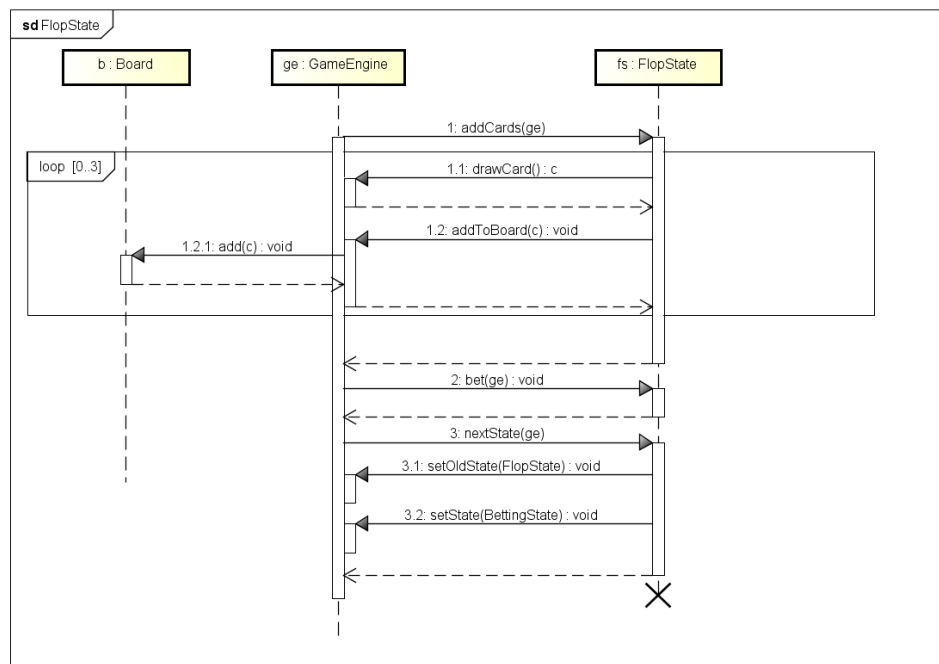 sd FlopState
b : Board
ge : GameEngine
fs : FlopState
1: addCards(ge)
loop [0..3]
1.1: drawCard() : c
1.2: addToBoard(c) : void
1.2.1: add(c) : void
2: bet(ge) : void
3: nextState(ge)
3.1: setOldState(FlopState) : void
3.2: setState(BettingState) : void